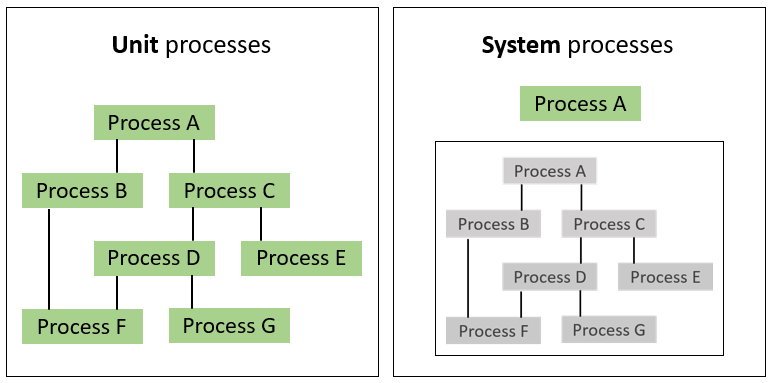 Unit processes
Process A
Process B
Process C
Process D
Process E
Process F
Process G
System processes
Process A
Process A
Process B
Process C
Process D
Process E
Process F
Process G